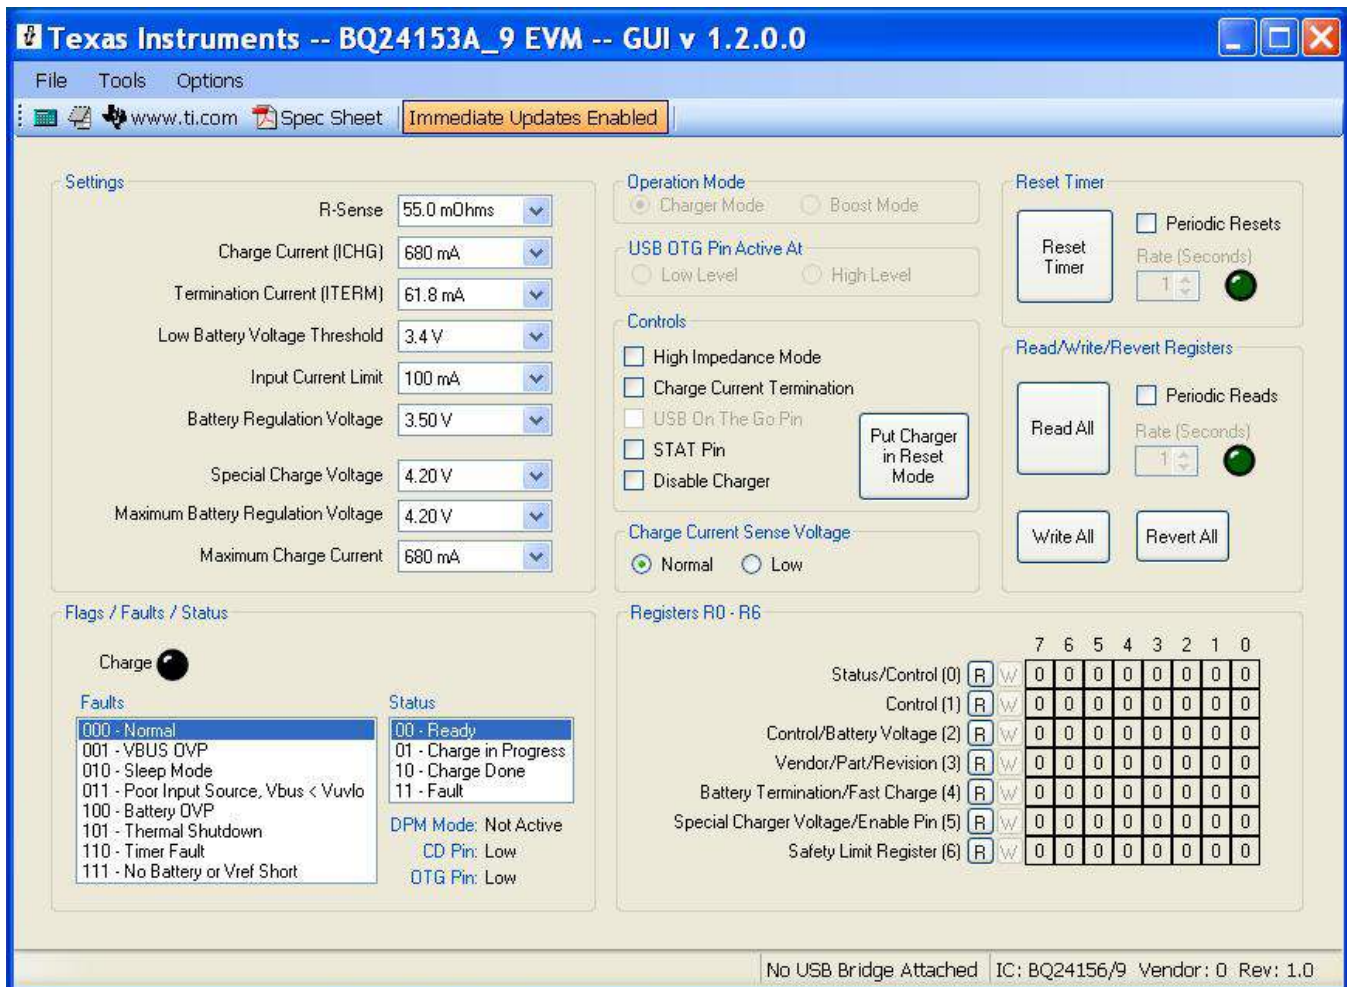 Texas Instruments -- BQ24153A_9 EVM -- GUI v 1.2.0.0
File Tools Options
www.ti.com Spec Sheet Immediate Updates Enabled
Settings
R-Sense 55.0 mOhms
Charge Current (ICHG) 680 mA
Termination Current (ITERM) 61.8 mA
Low Battery Voltage Threshold 3.4 V
Input Current Limit 100 mA
Battery Regulation Voltage 3.50 V
Special Charge Voltage 4.20 V
Maximum Battery Regulation Voltage 4.20 V
Maximum Charge Current 680 mA
Operation Mode
Charger Mode Boost Mode
USB OTG Pin Active At
Low Level High Level
Controls
High Impedance Mode
Charge Current Termination
USB On The Go Pin
STAT Pin
Disable Charger
Put Charger
in Reset
Mode
Charge Current Sense Voltage
Normal Low
Reset Timer
Reset
Timer
Periodic Resets
Rate (Seconds)
1
Read/Write/Revert Registers
Read All
Periodic Reads
Rate (Seconds)
1
Write All Revert All
Flags / Faults / Status
Charge
Faults
000 - Normal
001 - VBUS OVP
010 - Sleep Mode
011 - Poor Input Source, Vbus < Vuvlo
100 - Battery OVP
101 - Thermal Shutdown
110 - Timer Fault
111 - No Battery or Vref Short
Status
00 - Ready
01 - Charge in Progress
10 - Charge Done
11 - Fault
DPM Mode: Not Active
CD Pin: Low
OTG Pin: Low
Registers R0 - R6
7 6 5 4 3 2 1 0
Status/Control (0) R W 0 0 0 0 0 0 0 0
Control (1) R W 0 0 0 0 0 0 0 0
Control/Battery Voltage (2) R W 0 0 0 0 0 0 0 0
Vendor/Part/Revision (3) R W 0 0 0 0 0 0 0 0
Battery Termination/Fast Charge (4) R W 0 0 0 0 0 0 0 0
Special Charger Voltage/Enable Pin (5) R W 0 0 0 0 0 0 0 0
Safety Limit Register (6) R W 0 0 0 0 0 0 0 0
No USB Bridge Attached IC: BQ24156/9 Vendor: 0 Rev: 1.0